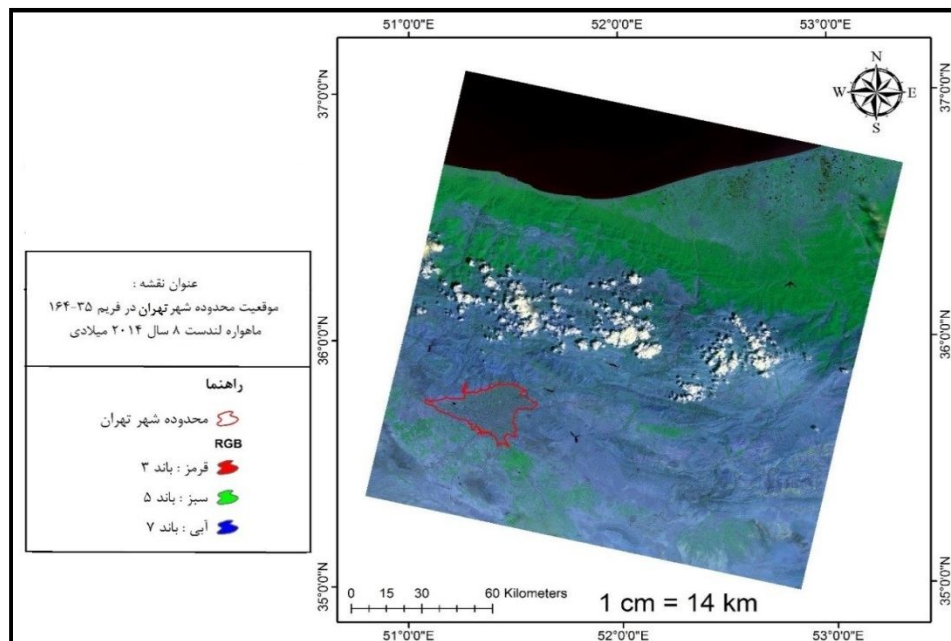 51°0'0"E
52°0'0"E
53°0'0"E
37°0'0"N
37°0'0"N
N
W E
S
عنوان نقشه :
موقعیت محدوده شهر تهران در فریم ۳۵-۱۶۴
ماهواره لندست ۸ سال ۲۰۱۴ میلادی
36°0'0"N
36°0'0"N
راهنما
محدوده شهر تهران
RGB
قرمز : باند ۳
سبز : باند ۵
آبی : باند ۷
35°0'0"N
35°0'0"N
0 15 30 60 Kilometers
1 cm = 14 km
51°0'0"E
52°0'0"E
53°0'0"E